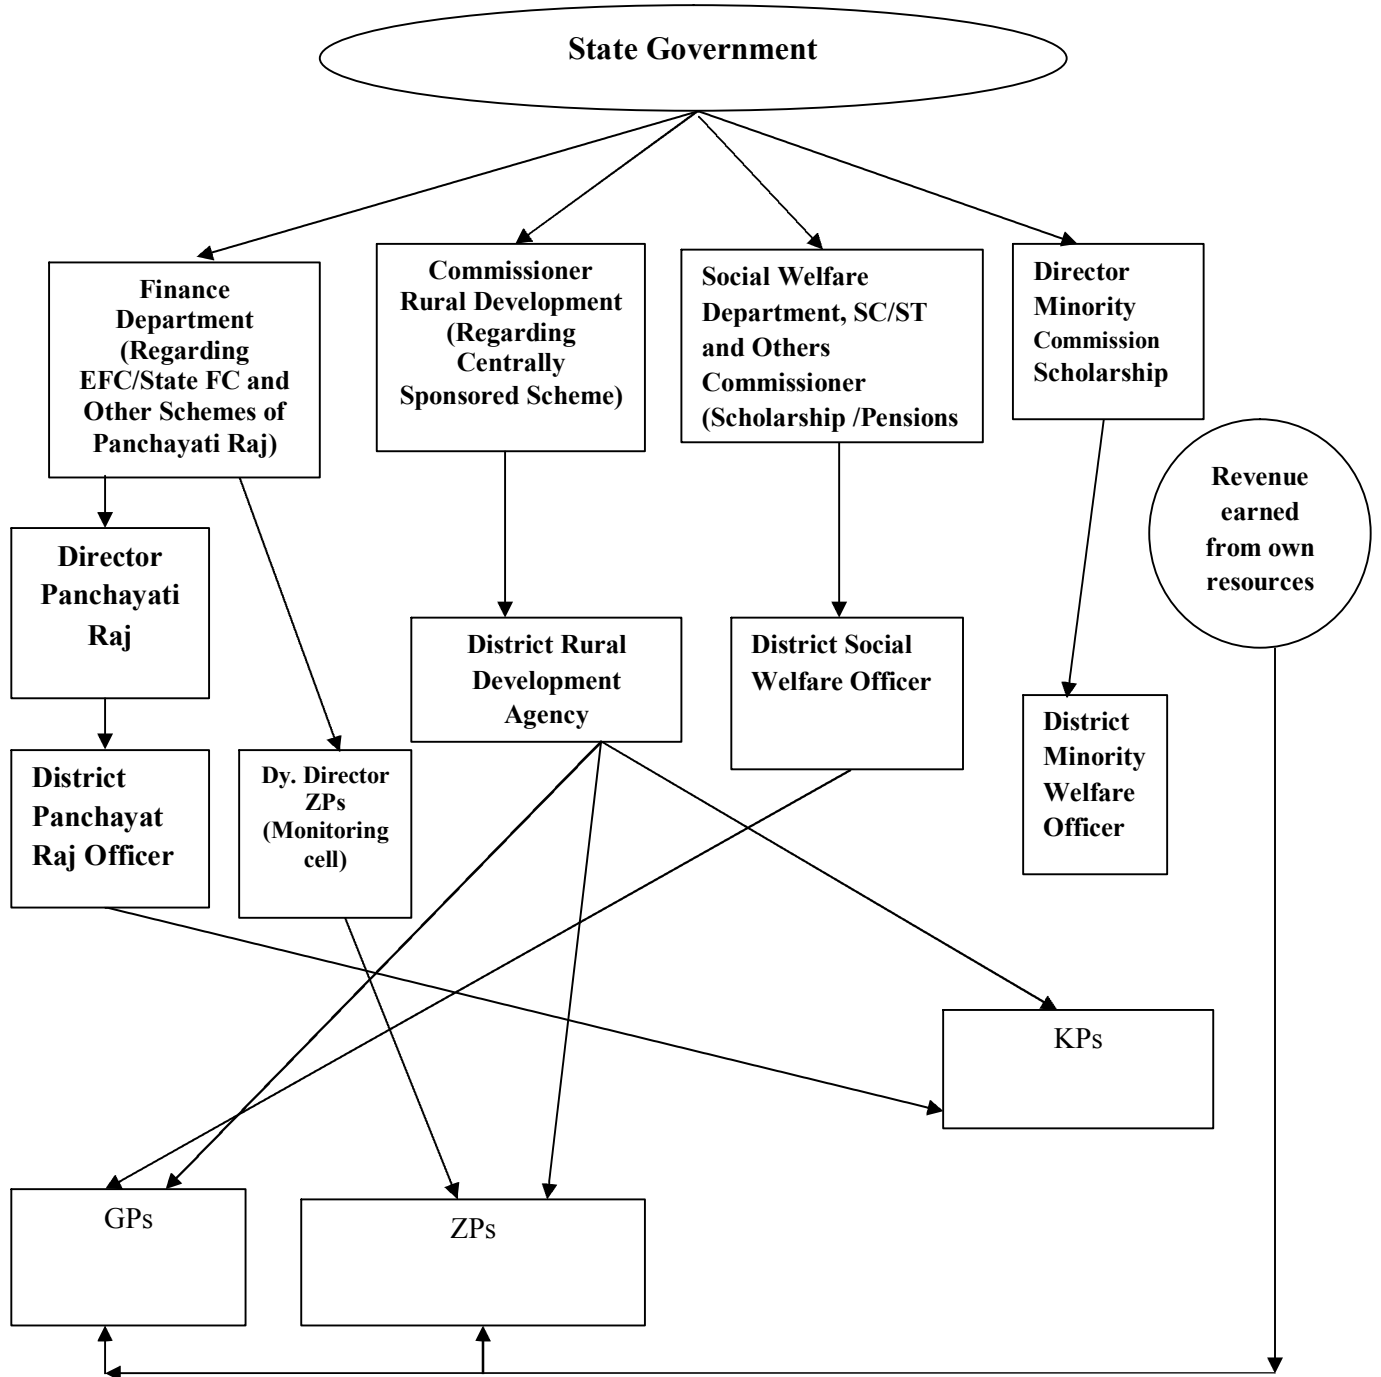 State Government
Finance
Department
(Regarding
EFC/State FC and
Other Schemes of
Panchayati Raj)
Commissioner
Rural Development
(Regarding
Centrally
Sponsored Scheme)
Social Welfare
Department, SC/ST
and Others
Commissioner
(Scholarship /Pensions
Director
Minority
Commission
Scholarship
Revenue
earned
from own
resources
Director
Panchayati
Raj
District Rural
Development
Agency
District Social
Welfare Officer
District
Minority
Welfare
Officer
District
Panchayat
Raj Officer
Dy. Director
ZPs
(Monitoring
cell)
KPs
GPs
ZPs